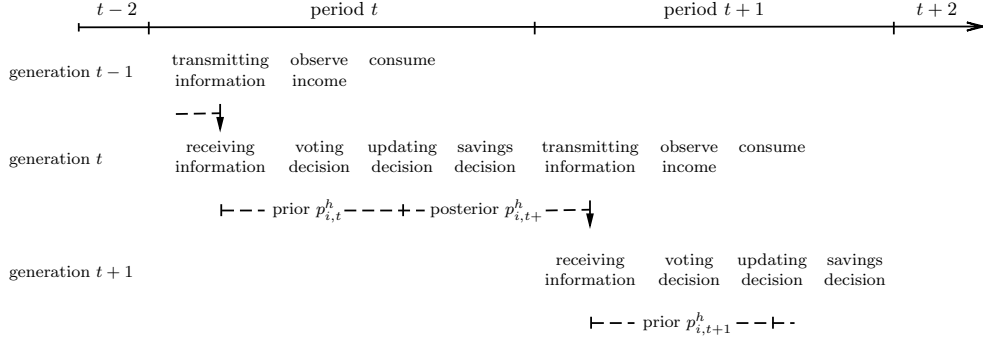 t − 2 period t period t + 1 t + 2
generation t − 1 transmitting information observe income consume
generation t receiving information voting decision updating decision savings decision transmitting information observe income consume
prior p^h_{i,t} posterior p^h_{i,t+}
generation t + 1 receiving information voting decision updating decision savings decision
prior p^h_{i,t+1}